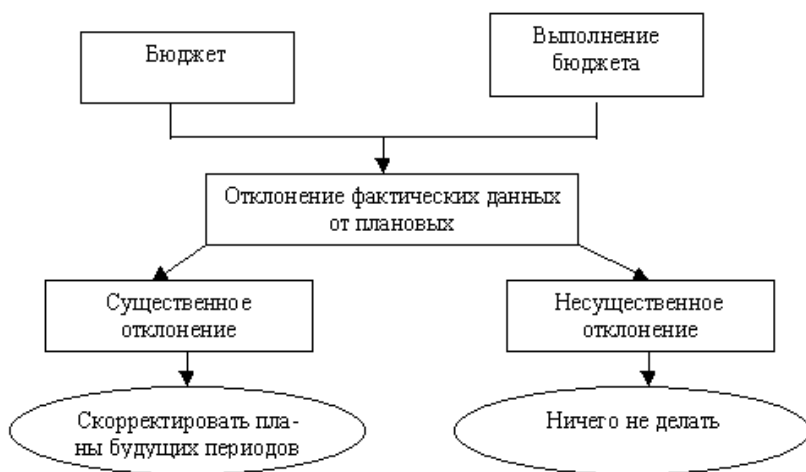 Бюджет
Выполнение
бюджета
Отклонение фактических данных
от плановых
Существенное
отклонение
Несущественное
отклонение
Скорректировать пла-
ны будущих периодов
Ничего не делать